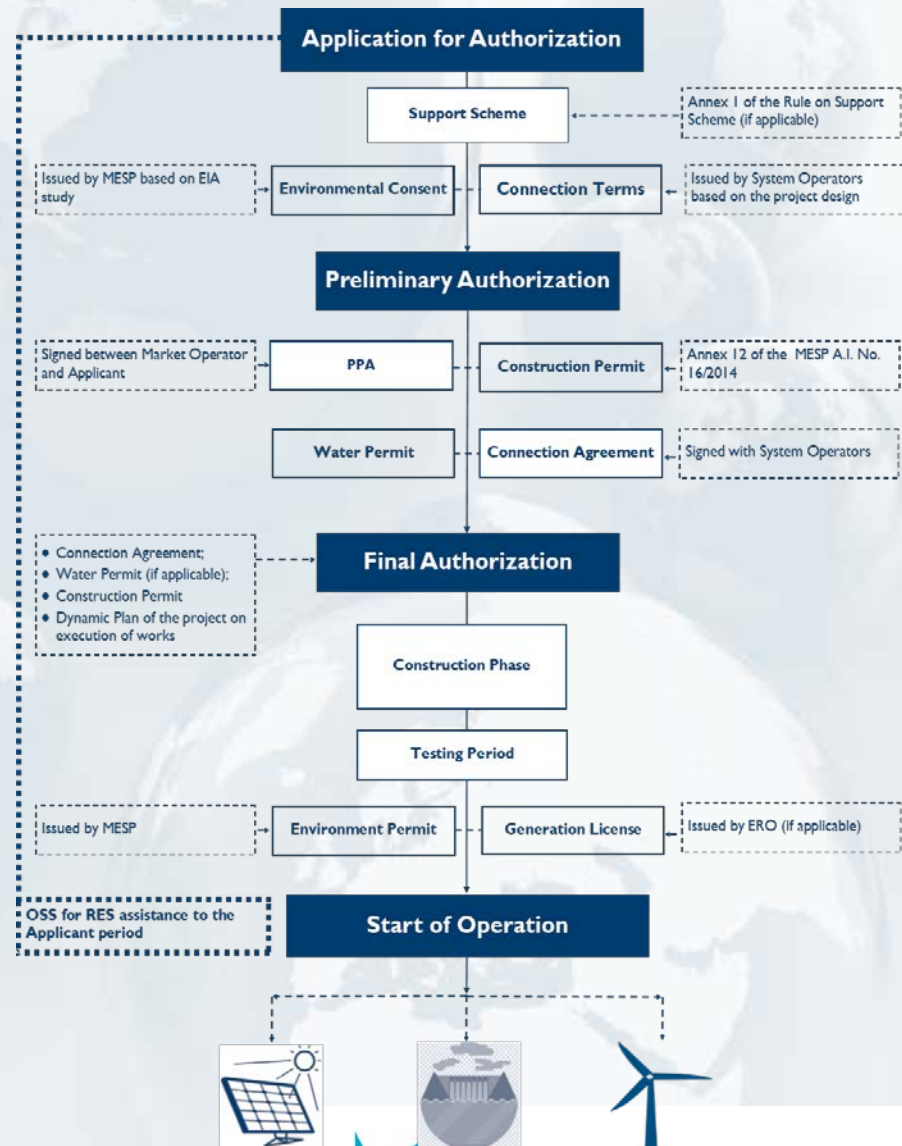 Application for Authorization
Support Scheme
Annex 1 of the Rule on Support
Scheme (if applicable)
Issued by MESP based on EIA
study
Environmental Consent
Connection Terms
Issued by System Operators
based on the project design
Preliminary Authorization
Signed between Market Operator
and Applicant
PPA
Construction Permit
Annex 12 of the MESP A.I. No.
16/2014
Water Permit
Connection Agreement
Signed with System Operators
• Connection Agreement;
• Water Permit (if applicable);
• Construction Permit
• Dynamic Plan of the project on
execution of works
Final Authorization
Construction Phase
Testing Period
Issued by MESP
Environment Permit
Generation License
Issued by ERO (if applicable)
OSS for RES assistance to the
Applicant period
Start of Operation